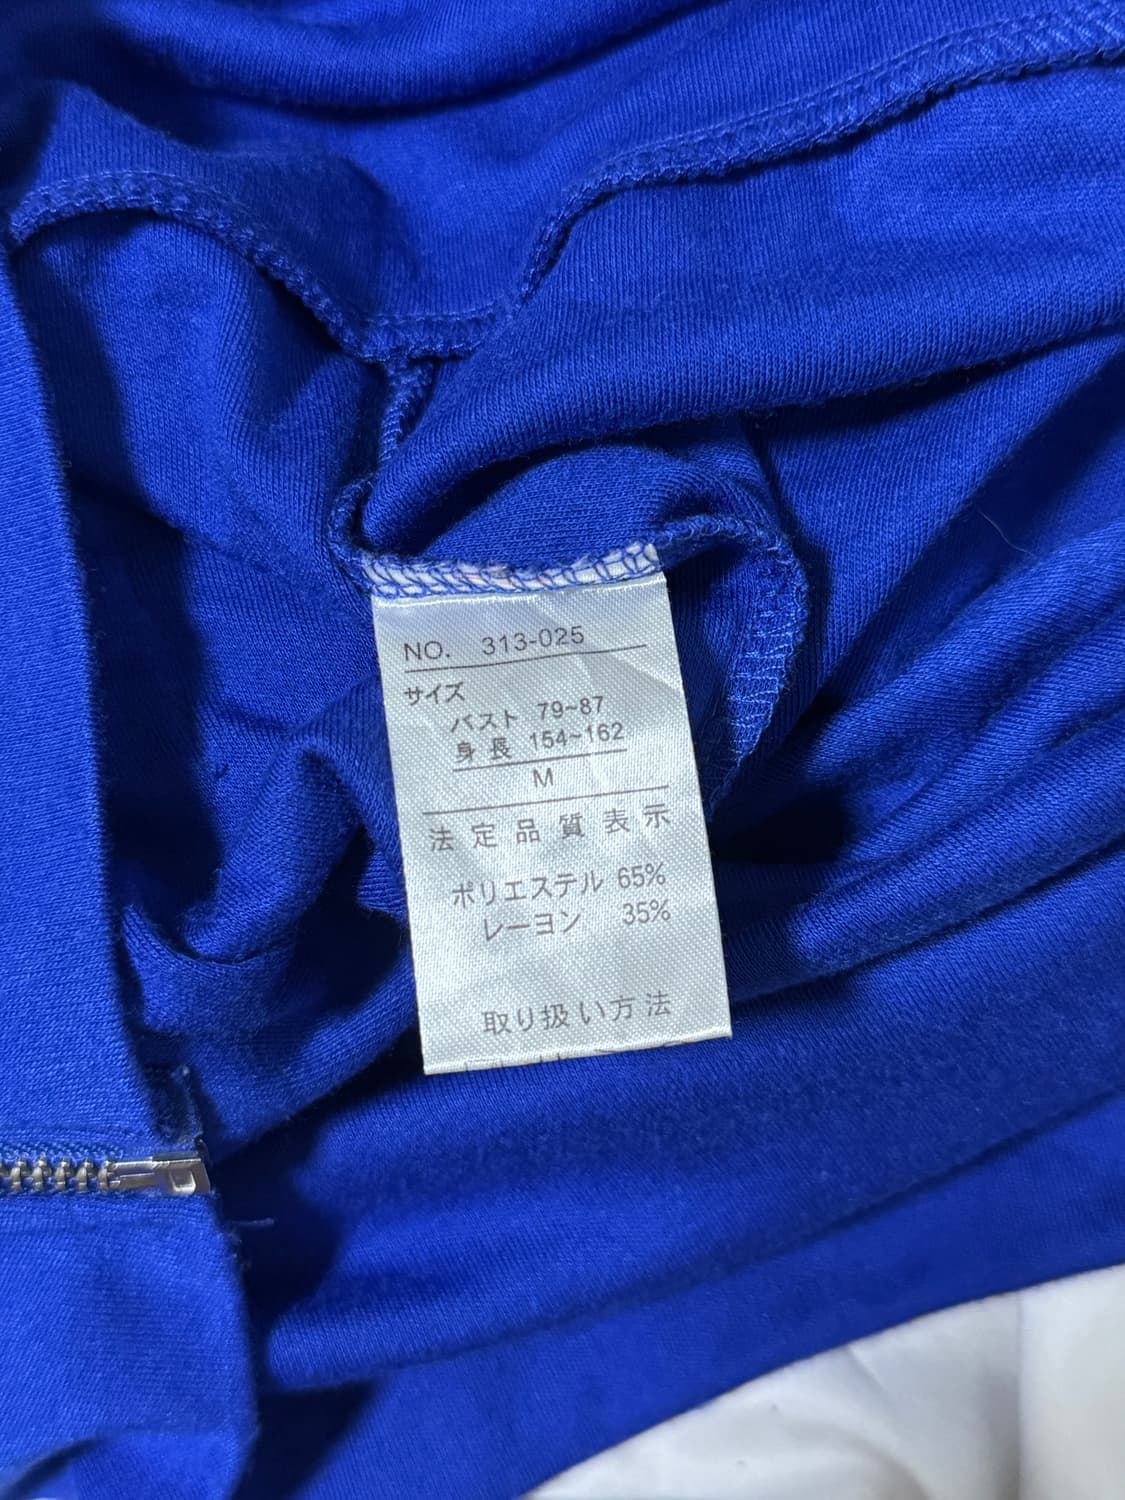 NO. 313-025
サイズ
バスト 79~87
身長 154~162
M
法定品質表示
ポリエステル 65%
レーヨン 35%
取り扱い方法